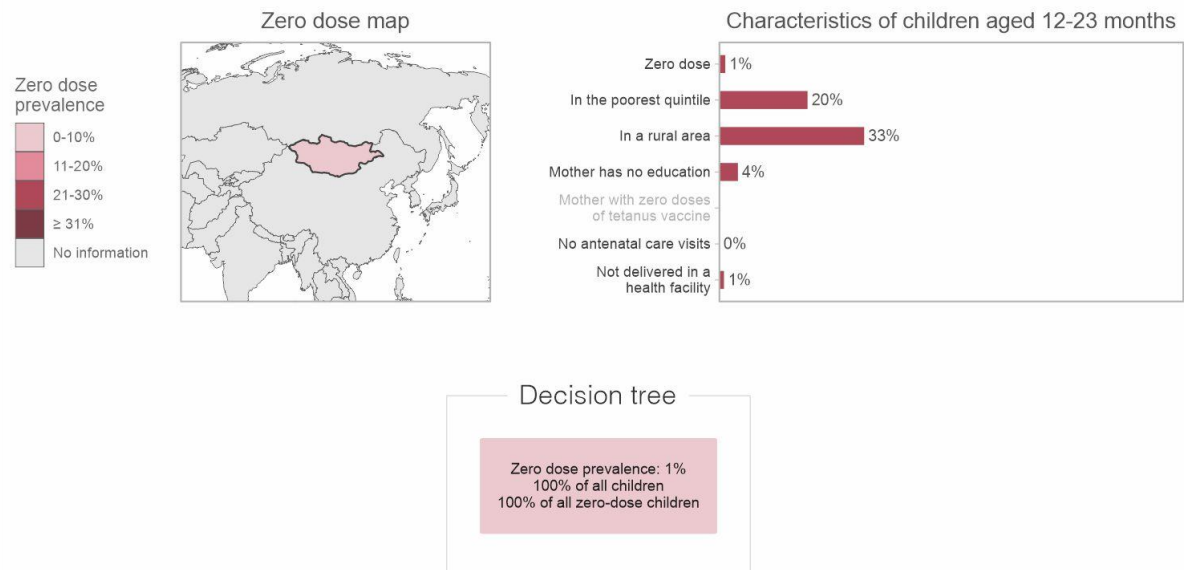 Zero dose map
Zero dose
prevalence
0-10%
11-20%
21-30%
≥ 31%
No information
Characteristics of children aged 12-23 months
Zero dose
1%
In the poorest quintile
20%
In a rural area
33%
Mother has no education
4%
Mother with zero doses
of tetanus vaccine
No antenatal care visits
0%
Not delivered in a
health facility
1%
Decision tree
Zero dose prevalence: 1%
100% of all children
100% of all zero-dose children